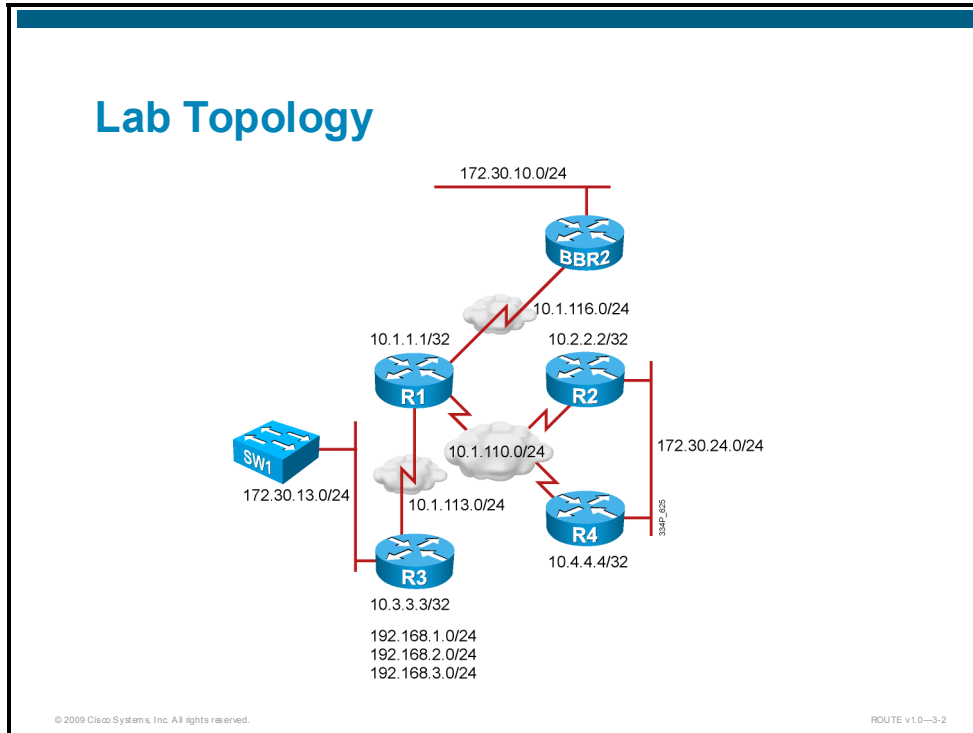 Lab Topology
172.30.10.0/24
BBR2
10.1.116.0/24
10.1.1.1/32
10.2.2.2/32
R1
R2
10.1.110.0/24
172.30.24.0/24
SW1
172.30.13.0/24
10.1.113.0/24
R4
334P_625
R3
10.4.4.4/32
10.3.3.3/32
192.168.1.0/24
192.168.2.0/24
192.168.3.0/24
© 2009 Cisco Systems, Inc. All rights reserved.
ROUTE v1.0—3-2